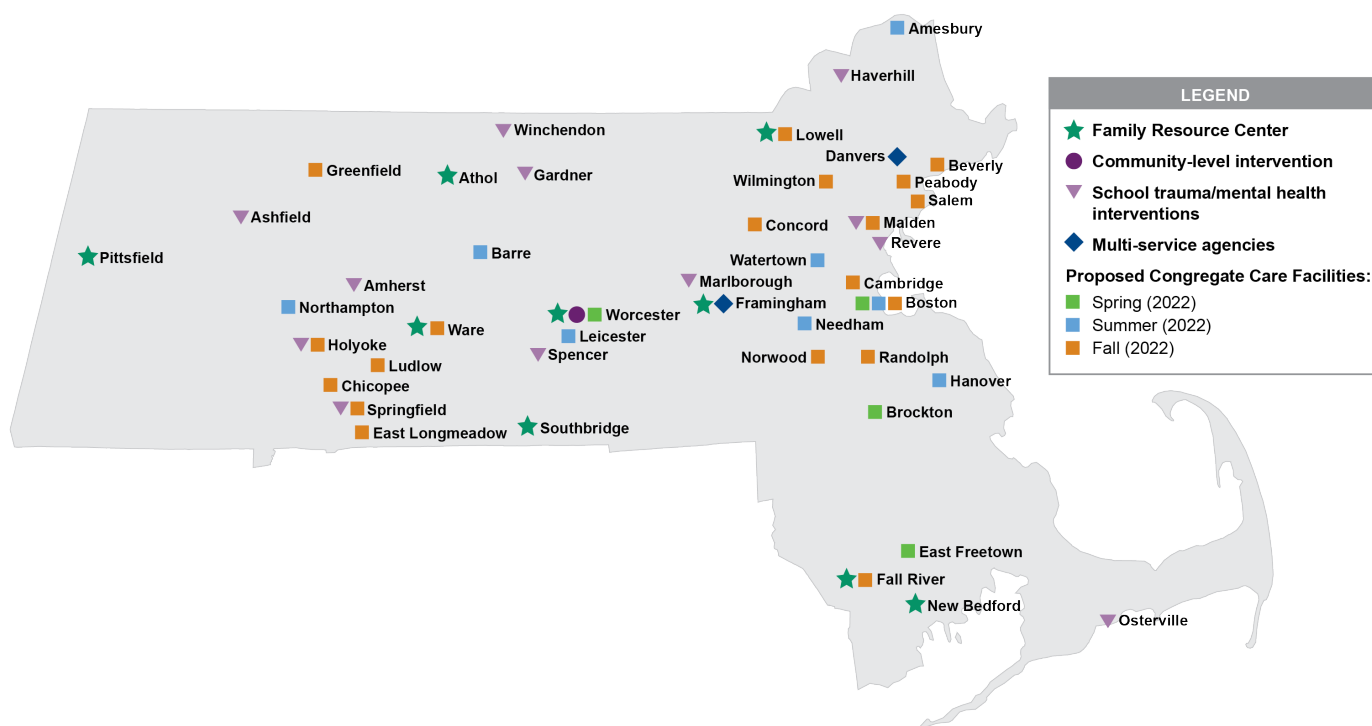 Amesbury
Haverhill
LEGEND
Family Resource Center
Community-level intervention
School trauma/mental health
interventions
Multi-service agencies
Proposed Congregate Care Facilities:
Spring (2022)
Summer (2022)
Fall (2022)
Winchendon
Lowell
Danvers
Beverly
Greenfield
Athol
Gardner
Wilmington
Peabody
Salem
Ashfield
Concord
Malden
Revere
Pittsfield
Barre
Watertown
Amherst
Marlborough
Cambridge
Northampton
Worcester
Framingham
Boston
Ware
Leicester
Needham
Holyoke
Spencer
Norwood
Randolph
Ludlow
Chicopee
Hanover
Springfield
Brockton
East Longmeadow
Southbridge
East Freetown
Fall River
New Bedford
Osterville